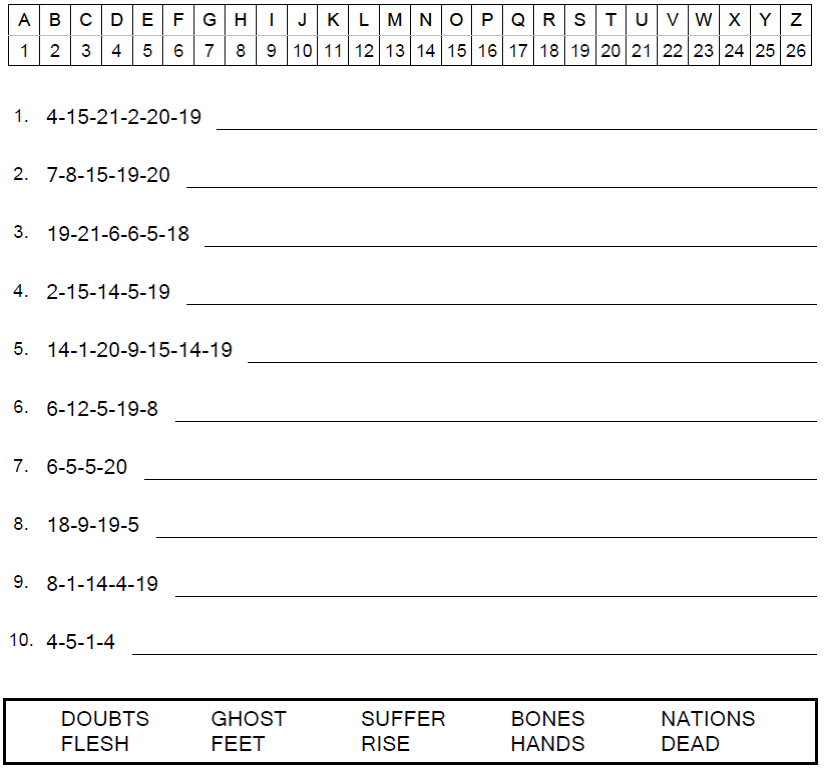 A B C D E F G H I J K L M N O P Q R S T U V W X Y Z
1 2 3 4 5 6 7 8 9 10 11 12 13 14 15 16 17 18 19 20 21 22 23 24 25 26
1. 4-15-21-2-20-19
2. 7-8-15-19-20
3. 19-21-6-6-5-18
4. 2-15-14-5-19
5. 14-1-20-9-15-14-19
6. 6-12-5-19-8
7. 6-5-5-20
8. 18-9-19-5
9. 8-1-14-4-19
10. 4-5-1-4
DOUBTS GHOST SUFFER BONES NATIONS
FLESH FEET RISE HANDS DEAD